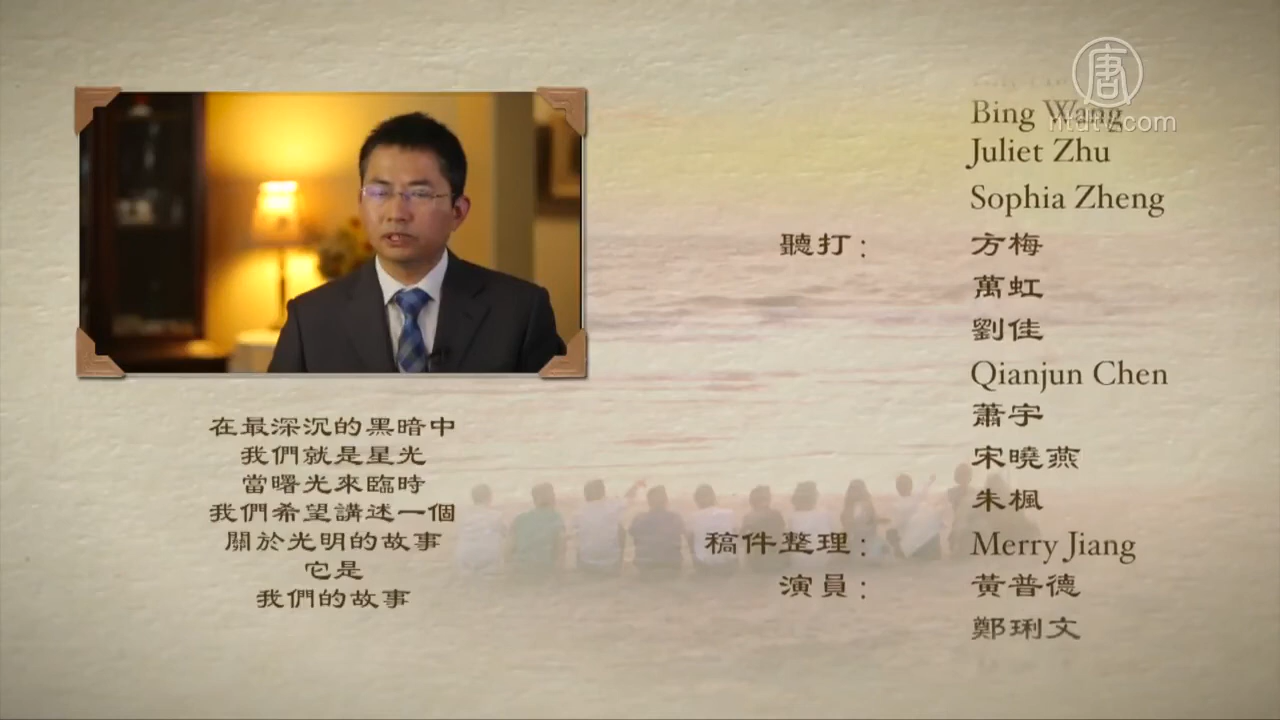 唐
ntdtv.com
Bing Wang
Juliet Zhu
Sophia Zheng
聽打： 方梅
萬虹
劉佳
Qianjun Chen
蕭宇
宋曉燕
朱楓
稿件整理： Merry Jiang
演員： 黃普德
鄭琍文
在最深沉的黑暗中
我們就是星光
當曙光來臨時
我們希望講述一個
關於光明的故事
它是
我們的故事